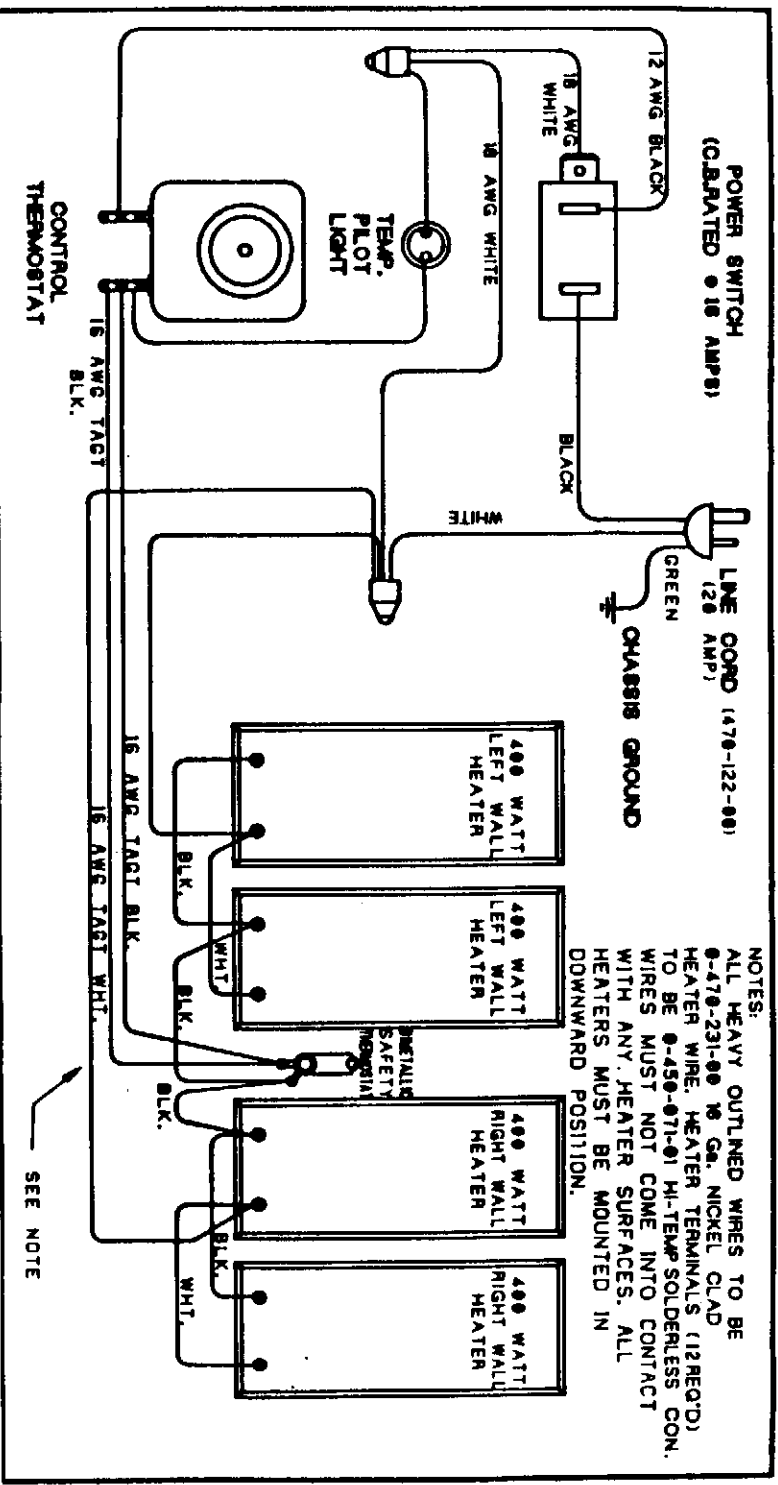 POWER SWITCH
(C.B.RATED @ 16 AMPS)
12 AWG BLACK
18 AWG
WHITE
18 AWG WHITE
TEMP.
PILOT
LIGHT
CONTROL
THERMOSTAT
16 AWG TAGT
BLK.
BLACK
WHITE
LINE CORD (470-122-00)
(20 AMP)
GREEN
CHASSIS GROUND
400 WATT
LEFT WALL
HEATER
400 WATT
LEFT WALL
HEATER
BLK.
WHT.
BLK.
16 AWG TAGT BLK.
16 AWG TAGT WHT.
BIMETALLIC
SAFETY
THERMOSTAT
BLK.
400 WATT
RIGHT WALL
HEATER
400 WATT
RIGHT WALL
HEATER
BLK.
WHT.
SEE NOTE
NOTES:
ALL HEAVY OUTLINED WIRES TO BE
0-470-231-00 16 Ga. NICKEL CLAD
HEATER WIRE. HEATER TERMINALS (12REQ'D)
TO BE 0-450-071-01 HI-TEMP SOLDERLESS CON.
WIRES MUST NOT COME INTO CONTACT
WITH ANY.HEATER SURFACES. ALL
HEATERS MUST BE MOUNTED IN
DOWNWARD POSITION.